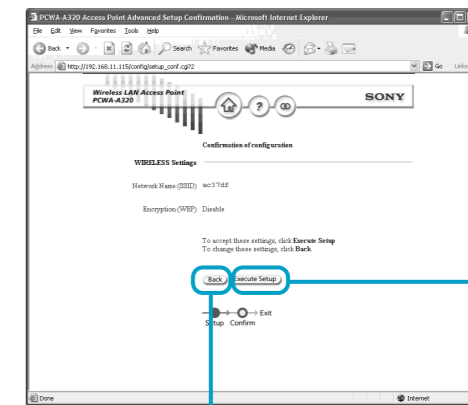 PCWA-A320 Access Point Advanced Setup Confirmation - Microsoft Internet Explorer
File Edit View Favorites Tools Help
Back Search Favorites Media
Address http://192.168.11.115/config/setup_conf.cgi?2 Go Links
Wireless LAN Access Point
PCWA-A320
?
SONY
Confirmation of configuration
WIRELESS Settings
Network Name (SSID) mc37df
Encryption (WEP) Disable
To accept these settings, click Execute Setup
To change these settings, click Back
Back Execute Setup
Exit
Setup Confirm
Done Internet